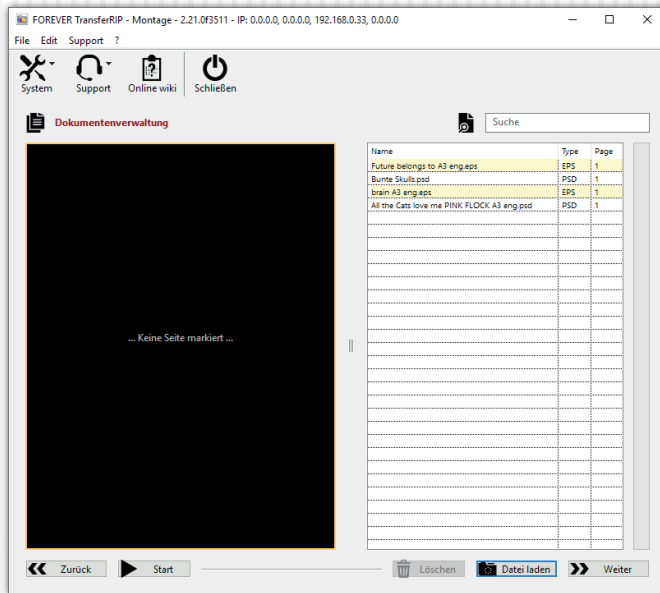 FOREVER TransferRIP - Montage - 2.21.0f3511 - IP: 0.0.0.0, 0.0.0.0, 192.168.0.33, 0.0.0.0
File Edit Support ?
System Support Online wiki Schließen
Dokumentenverwaltung
Suche
... Keine Seite markiert ...
Name Type Page
Future belongs to A3 eng.eps EPS 1
Bunte Skulls.psd PSD 1
brain A3 eng.eps EPS 1
All the Cats love me PINK FLOCK A3 eng.psd PSD 1
Zurück Start Löschen Datei laden Weiter